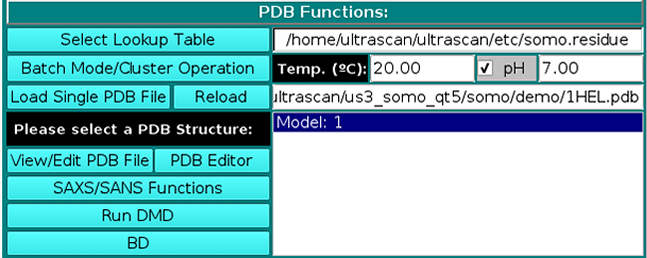 PDB Functions:
Select Lookup Table /home/ultrascan/ultrascan/etc/somo.residue
Batch Mode/Cluster Operation Temp. (ºC): 20.00 pH 7.00
Load Single PDB File Reload ultrascan/us3_somo_qt5/somo/demo/1HEL.pdb
Please select a PDB Structure: Model: 1
View/Edit PDB File PDB Editor
SAXS/SANS Functions
Run DMD
BD